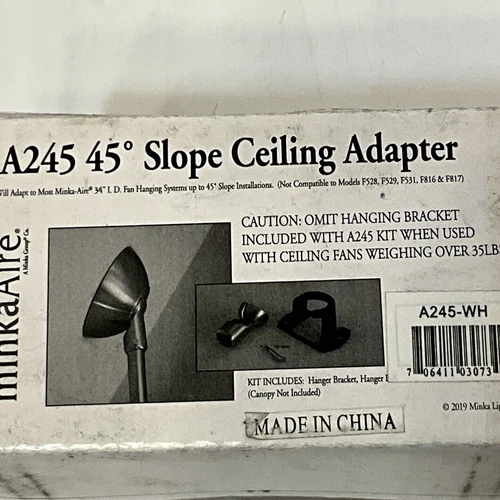 A245 45° Slope Ceiling Adapter
Will Adapt to Most Minka-Aire® 34" I. D. Fan Hanging Systems up to 45° Slope Installations. (Not Compatible to Models F528, F529, F531, F816 & F817)
minkaAire®
A Minka Group® Co.
CAUTION: OMIT HANGING BRACKET
INCLUDED WITH A245 KIT WHEN USED
WITH CEILING FANS WEIGHING OVER 35LBS
A245-WH
7 06411 03073
KIT INCLUDES: Hanger Bracket, Hanger
(Canopy Not Included)
© 2019 Minka
MADE IN CHINA